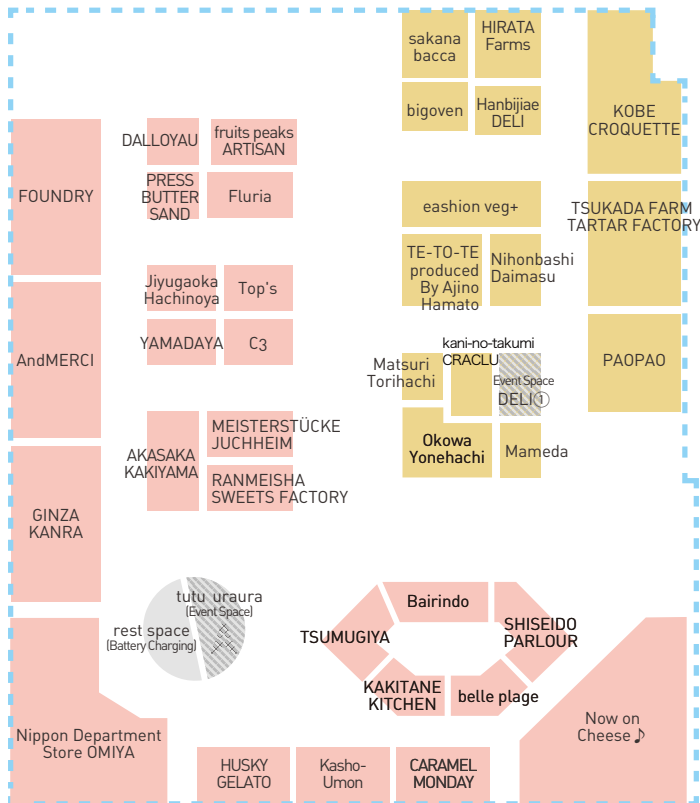 sakana
bacca
HIRATA
Farms
bigoven
Hanbijiae
DELI
KOBE
CROQUETTE
DALLOYAU
fruits peaks
ARTISAN
FOUNDRY
PRESS
BUTTER
SAND
Fluria
eashion veg+
TSUKADA FARM
TARTAR FACTORY
TE-TO-TE
produced
By Ajino
Hamato
Nihonbashi
Daimasu
Jiyugaoka
Hachinoya
Top's
YAMADAYA
C3
AndMERCI
kani-no-takumi
CRACLU
Matsuri
Torihachi
Event Space
DELI①
PAOPAO
MEISTERSTÜCKE
JUCHHEIM
AKASAKA
KAKIYAMA
RANMEISHA
SWEETS FACTORY
Okowa
Yonehachi
Mameda
GINZA
KANRA
tutu uraura
(Event Space)
rest space
(Battery Charging)
Bairindo
TSUMUGIYA
SHISEIDO
PARLOUR
KAKITANE
KITCHEN
belle plage
Nippon Department
Store OMIYA
Now on
Cheese♪
HUSKY
GELATO
Kasho-
Umon
CARAMEL
MONDAY